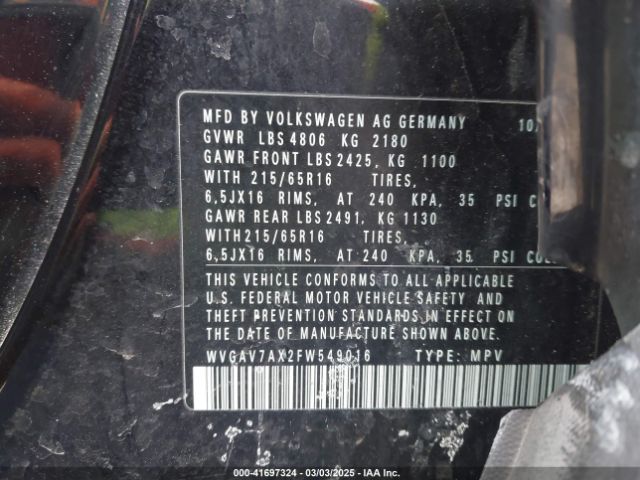 MFD BY VOLKSWAGEN AG GERMANY 10/
GVWR LBS 4806 KG 2180
GAWR FRONT LBS 2425, KG 1100
WITH 215/65R16 TIRES,
6,5JX16 RIMS, AT 240 KPA, 35 PSI COL
GAWR REAR LBS 2491, KG 1130
WITH215/65R16 TIRES,
6,5JX16 RIMS, AT 240 KPA, 35 PSI COL
THIS VEHICLE CONFORMS TO ALL APPLICABLE
U.S. FEDERAL MOTOR VEHICLE SAFETY AND
THEFT PREVENTION STANDARDS IN EFFECT ON
THE DATE OF MANUFACTURE SHOWN ABOVE.
WVGAV7AX2FW549016 TYPE: MPV
000-41697324 | 03/03/2025 - IAA Inc.